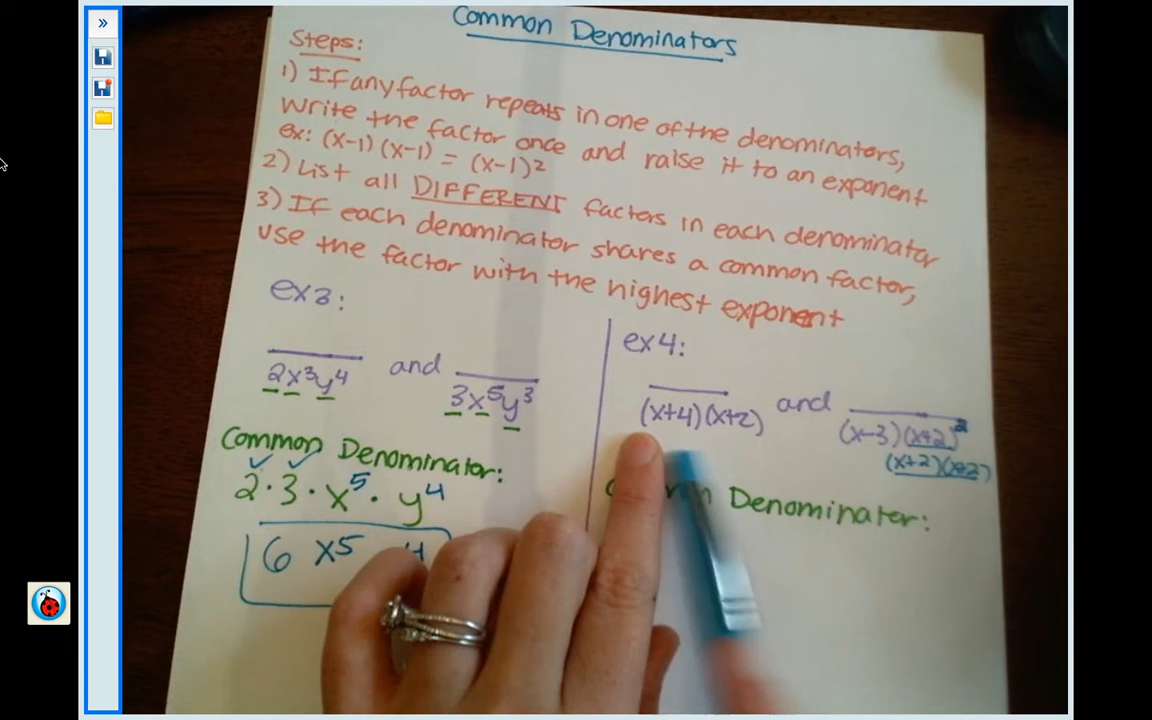 »
Common Denominators
Steps:
1) If any factor repeats in one of the denominators,
write the factor once and raise it to an exponent
ex: (x-1)(x-1) = (x-1)²
2) List all DIFFERENT factors in each denominator
3) If each denominator shares a common factor,
use the factor with the highest exponent
ex3:
2x³y⁴ and 3x⁵y³
Common Denominator:
2·3·x⁵·y⁴
6 x⁵
ex4:
(x+4)(x+2) and (x-3)(x+2)²
(x+2)(x+2)
Denominator: